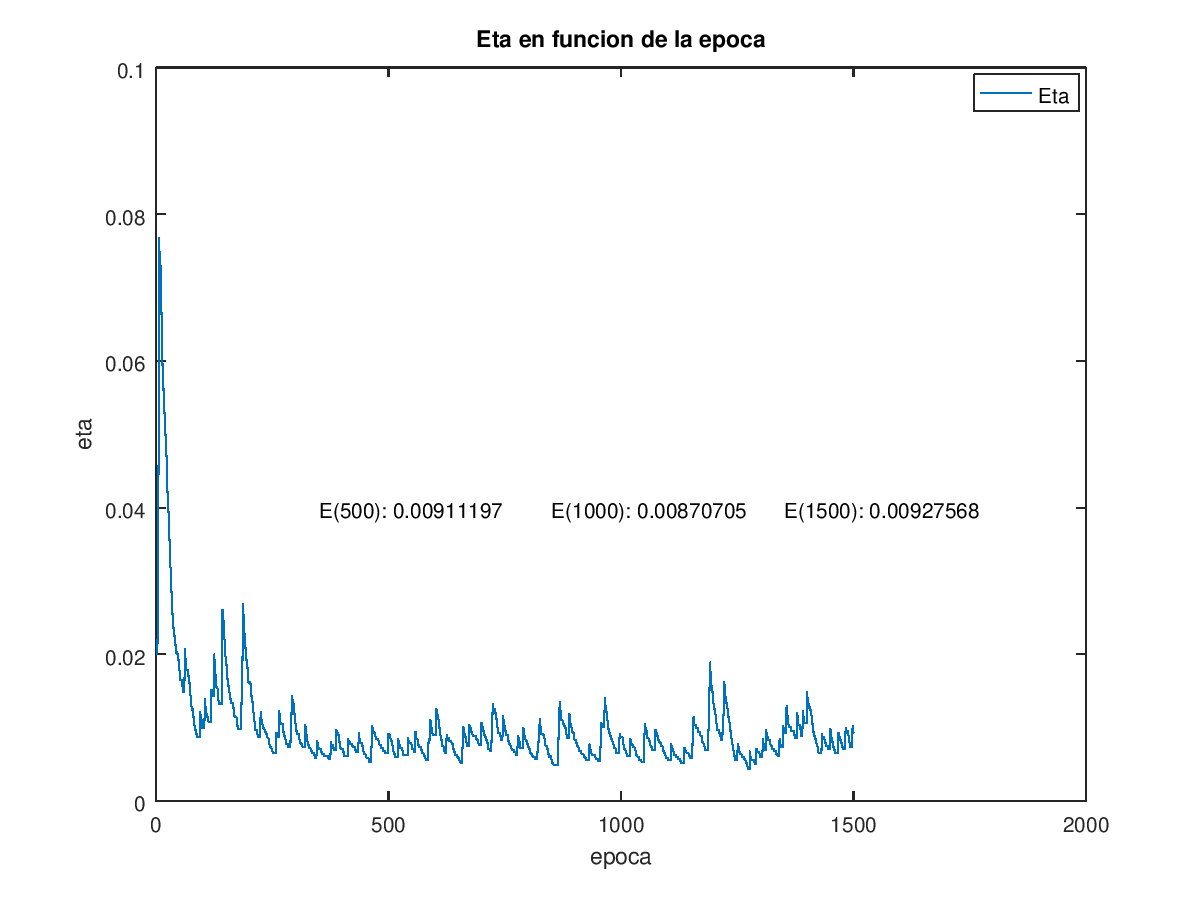 Eta en funcion de la epoca
0.1
Eta
0.08
0.06
eta
0.04
E(500): 0.00911197
E(1000): 0.00870705
E(1500): 0.00927568
0.02
0
0
500
1000
1500
2000
epoca